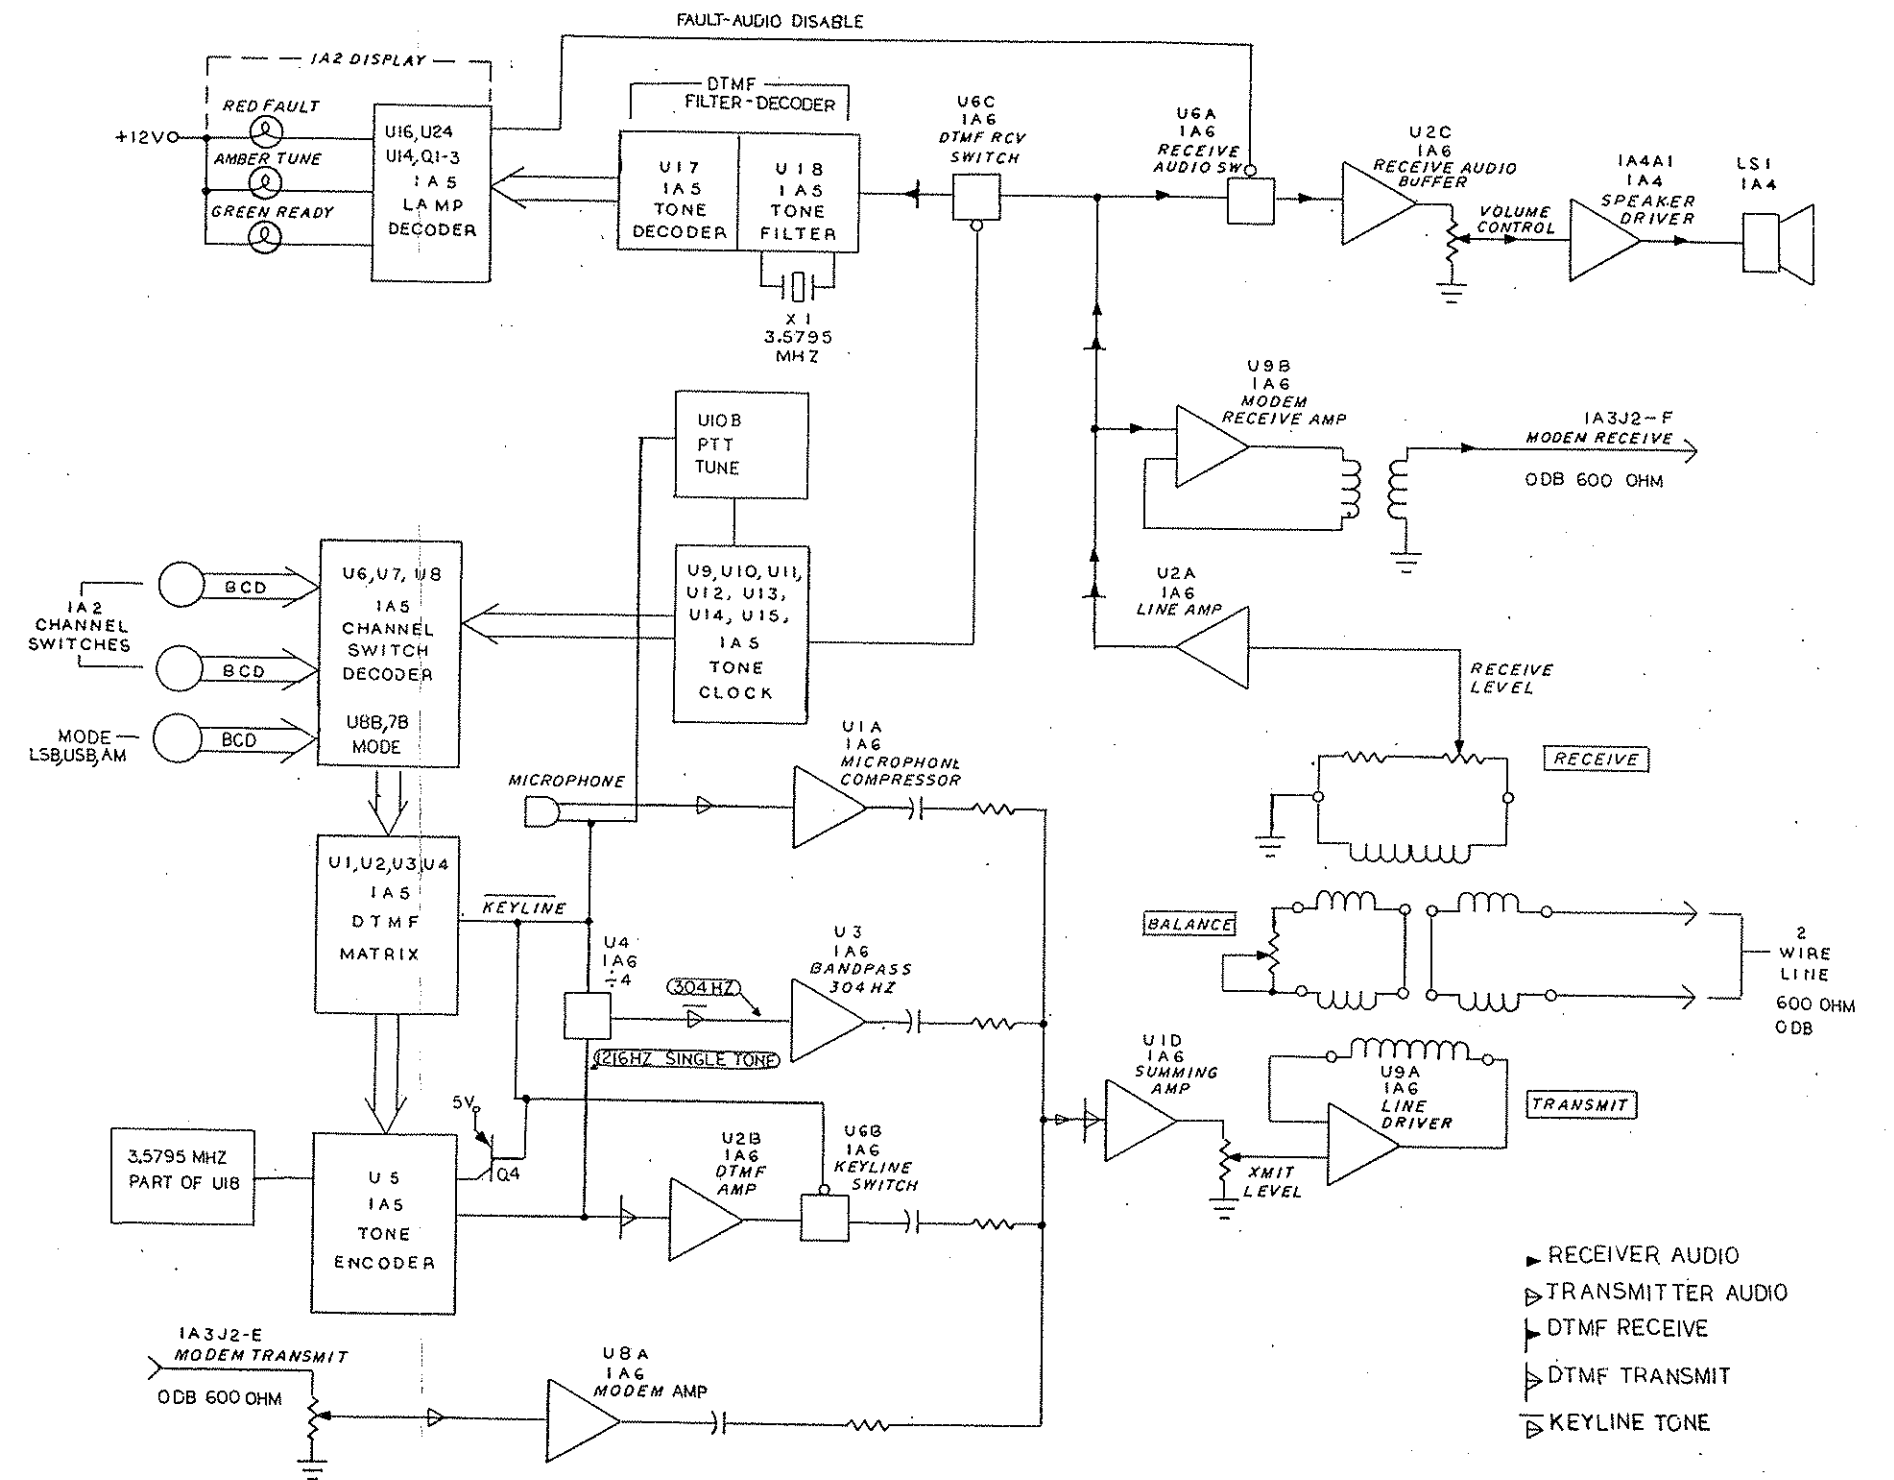 FAULT-AUDIO DISABLE
1A2 DISPLAY
RED FAULT
+12V
AMBER TUNE
GREEN READY
U16, U24
U14, Q1-3
1A5
LAMP
DECODER
DTMF
FILTER-DECODER
U17
1A5
TONE
DECODER
U18
1A5
TONE
FILTER
X1
3.5795
MHZ
U6C
1A6
DTMF RCV
SWITCH
U6A
1A6
RECEIVE
AUDIO SW
U2C
1A6
RECEIVE AUDIO
BUFFER
VOLUME
CONTROL
1A4A1
1A4
SPEAKER
DRIVER
LS1
1A4
U10B
PTT
TUNE
U9B
1A6
MODEM
RECEIVE AMP
1A3J2-F
MODEM RECEIVE
0DB 600 OHM
1A2
CHANNEL
SWITCHES
BCD
BCD
MODE
LSB,USB,AM
BCD
U6,U7,U8
1A5
CHANNEL
SWITCH
DECODER
U8B,7B
MODE
U9,U10,U11,
U12, U13,
U14, U15,
1A5
TONE
CLOCK
U2A
1A6
LINE AMP
RECEIVE
LEVEL
RECEIVE
MICROPHONE
U1A
1A6
MICROPHONE
COMPRESSOR
U1,U2,U3,U4
1A5
DTMF
MATRIX
KEYLINE
U4
1A6
÷4
304HZ
U3
1A6
BANDPASS
304HZ
1216HZ SINGLE TONE
BALANCE
2
WIRE
LINE
600 OHM
0DB
U1D
1A6
SUMMING
AMP
XMIT
LEVEL
U9A
1A6
LINE
DRIVER
TRANSMIT
5V
Q4
3.5795 MHZ
PART OF U18
U5
1A5
TONE
ENCODER
U2B
1A6
DTMF
AMP
U6B
1A6
KEYLINE
SWITCH
1A3J2-E
MODEM TRANSMIT
0DB 600 OHM
U8A
1A6
MODEM AMP
RECEIVER AUDIO
TRANSMITTER AUDIO
DTMF RECEIVE
DTMF TRANSMIT
KEYLINE TONE